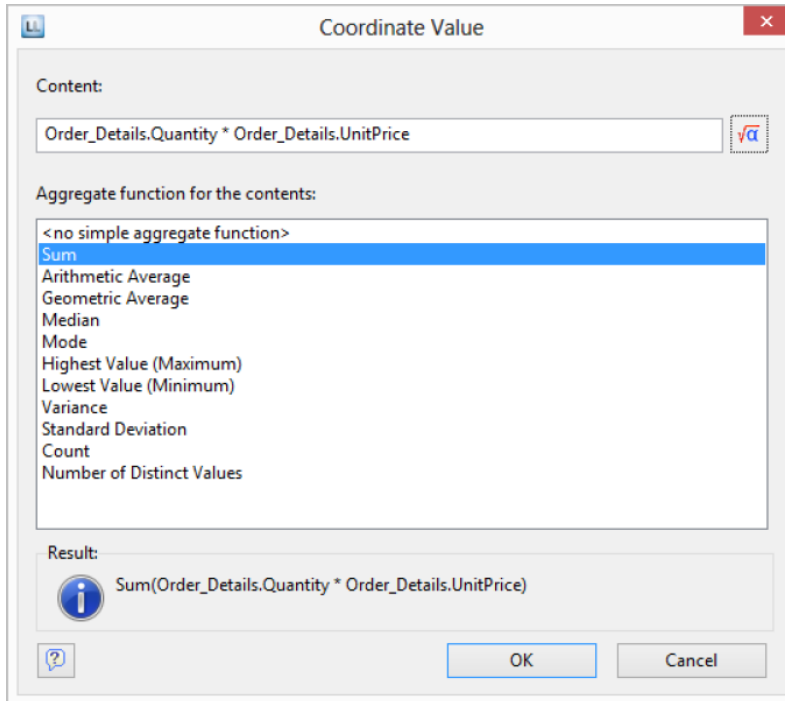 LL
Coordinate Value
Content:
Order_Details.Quantity * Order_Details.UnitPrice
√α
Aggregate function for the contents:
<no simple aggregate function>
Sum
Arithmetic Average
Geometric Average
Median
Mode
Highest Value (Maximum)
Lowest Value (Minimum)
Variance
Standard Deviation
Count
Number of Distinct Values
Result:
Sum(Order_Details.Quantity * Order_Details.UnitPrice)
OK
Cancel